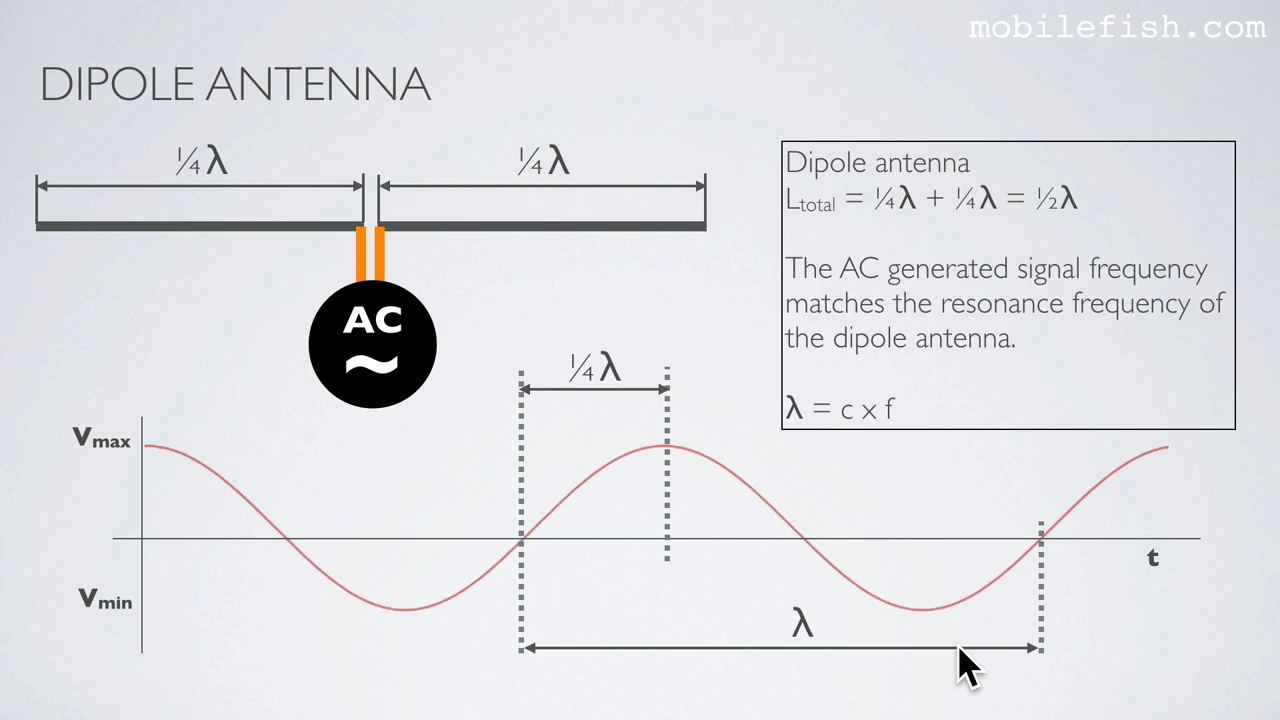 mobilefish.com
DIPOLE ANTENNA
¼λ
¼λ
Dipole antenna
Ltotal = ¼λ + ¼λ = ½λ
The AC generated signal frequency
matches the resonance frequency of
the dipole antenna.
λ = c x f
AC
~
¼λ
Vmax
Vmin
t
λ